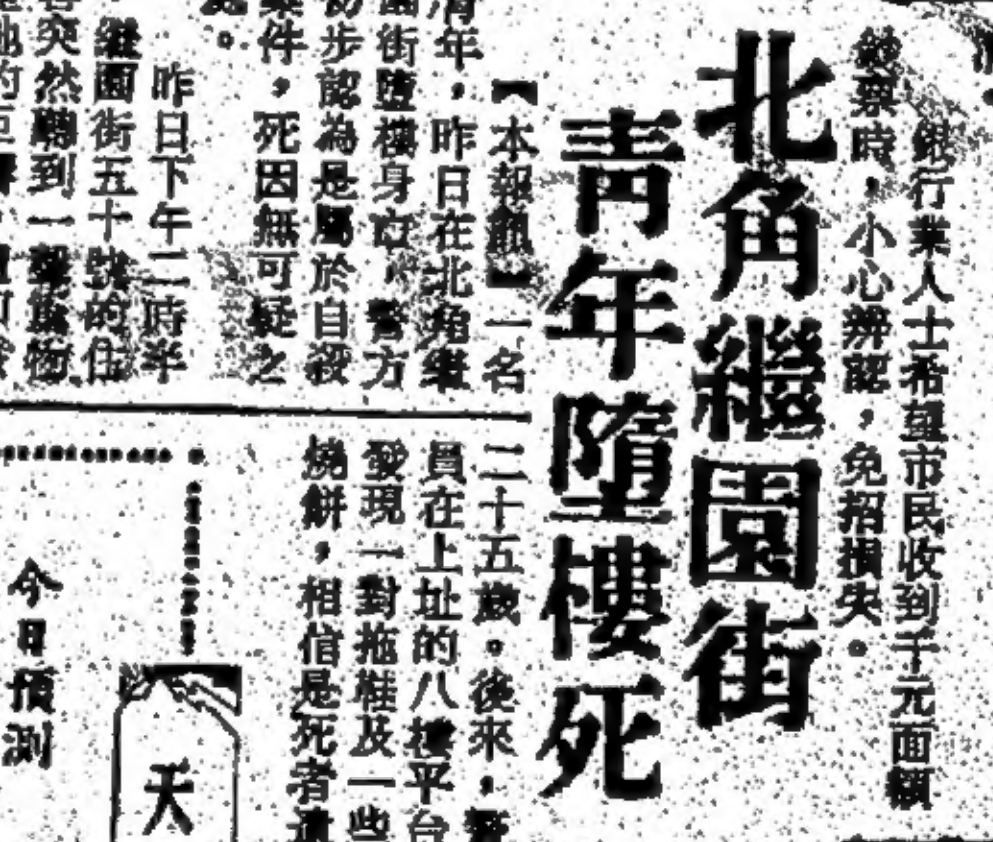 銀行業人士希望市民收到千元面額
鈔票時，小心辨認，免招損失。
北角繼園街
青年墮樓死
【本報訊】一名
青年，昨日在北角繼
園街墮樓身亡，警方
初步認為是屬於自殺
案件，死因無可疑之
處。
昨日下午二時半
繼園街五十號的住
客突然聽到一聲爲物
二十五歲。後來，警
員在上址的八樓平台
發現一對拖鞋及一些
燒餅，相信是死者遺
今日預測
天